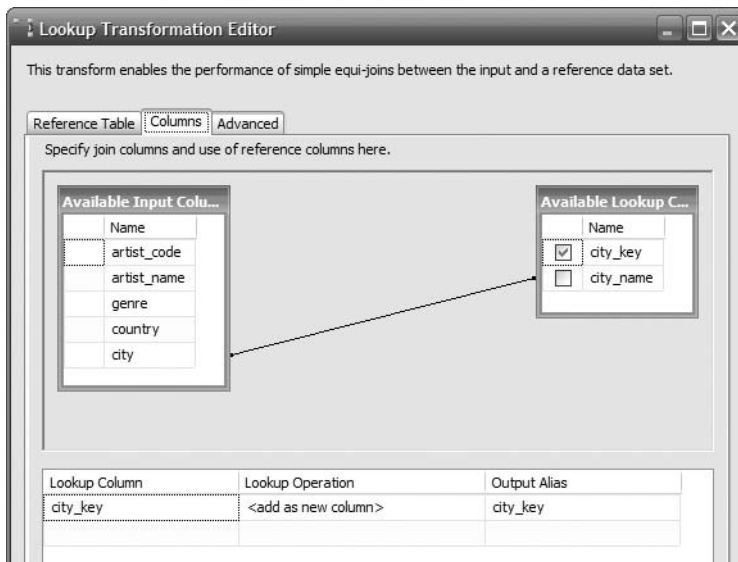 Lookup Transformation Editor
This transform enables the performance of simple equi-joins between the input and a reference data set.
Reference Table Columns Advanced
Specify join columns and use of reference columns here.
Available Input Colu...
Name
artist_code
artist_name
genre
country
city
Available Lookup C...
Name
city_key
city_name
Lookup Column Lookup Operation Output Alias
city_key <add as new column> city_key